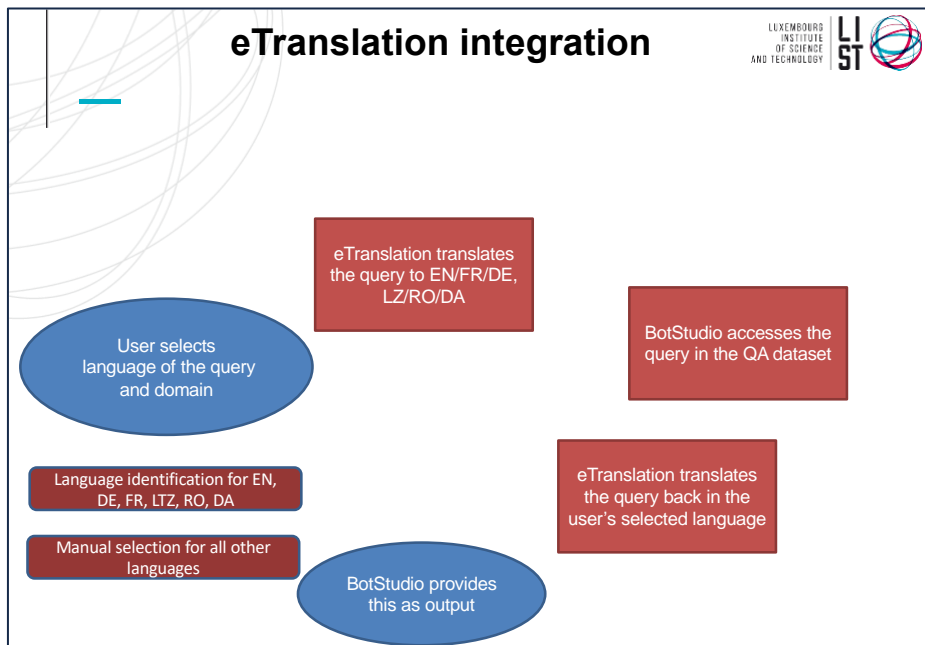 eTranslation integration
LUXEMBOURG
INSTITUTE
OF SCIENCE
AND TECHNOLOGY
LI
ST
eTranslation translates
the query to EN/FR/DE,
LZ/RO/DA
BotStudio accesses the
query in the QA dataset
User selects
language of the query
and domain
Language identification for EN,
DE, FR, LTZ, RO, DA
Manual selection for all other
languages
eTranslation translates
the query back in the
user's selected language
BotStudio provides
this as output